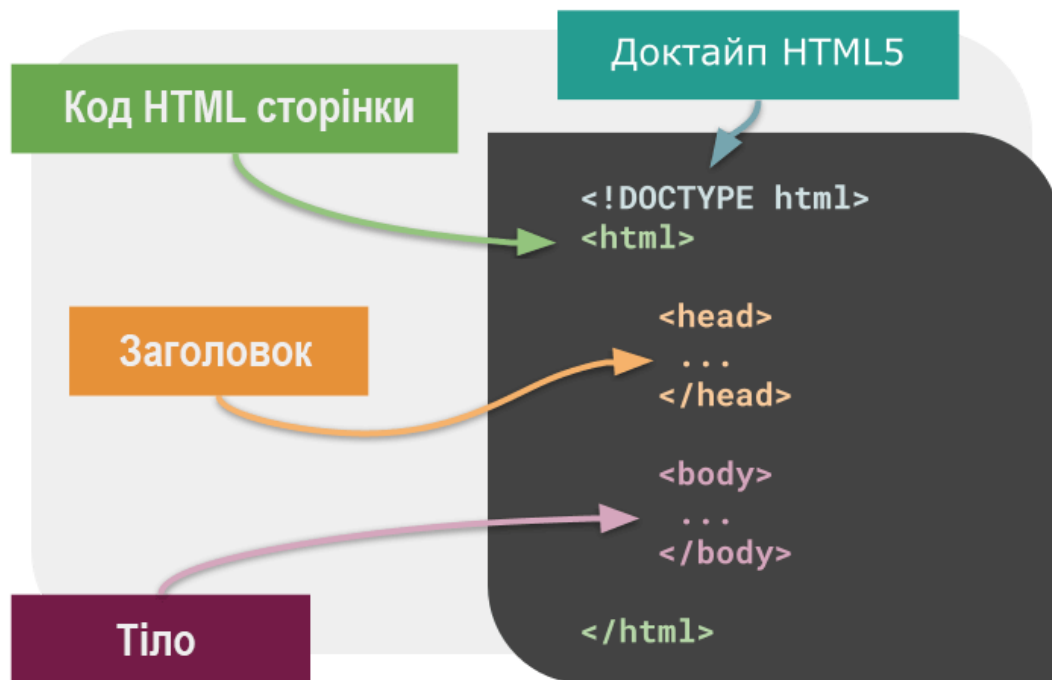 Доктайп HTML5
Код HTML сторінки
<!DOCTYPE html>
<html>
<head>
...
</head>
Заголовок
<body>
...
</body>
Тіло
</html>